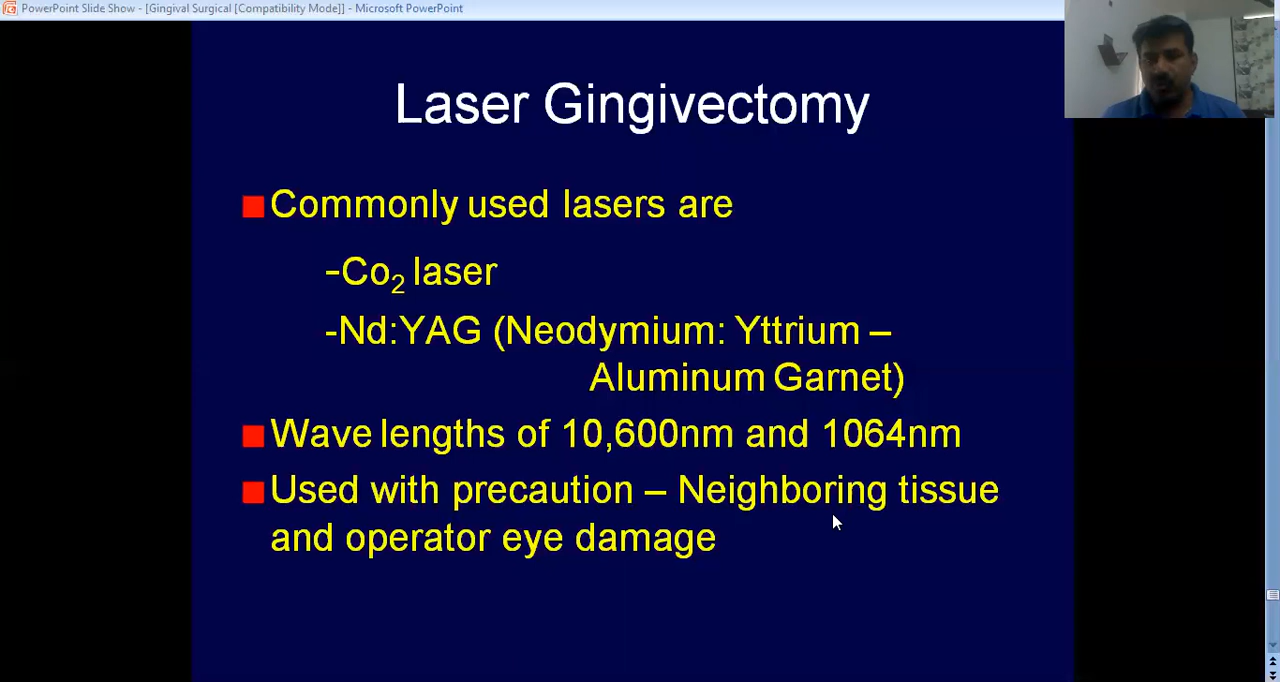 PowerPoint Slide Show - [Gingival Surgical [Compatibility Mode]] - Microsoft PowerPoint
Laser Gingivectomy
Commonly used lasers are
-Co₂ laser
-Nd:YAG (Neodymium: Yttrium –
Aluminum Garnet)
Wave lengths of 10,600nm and 1064nm
Used with precaution – Neighboring tissue
and operator eye damage